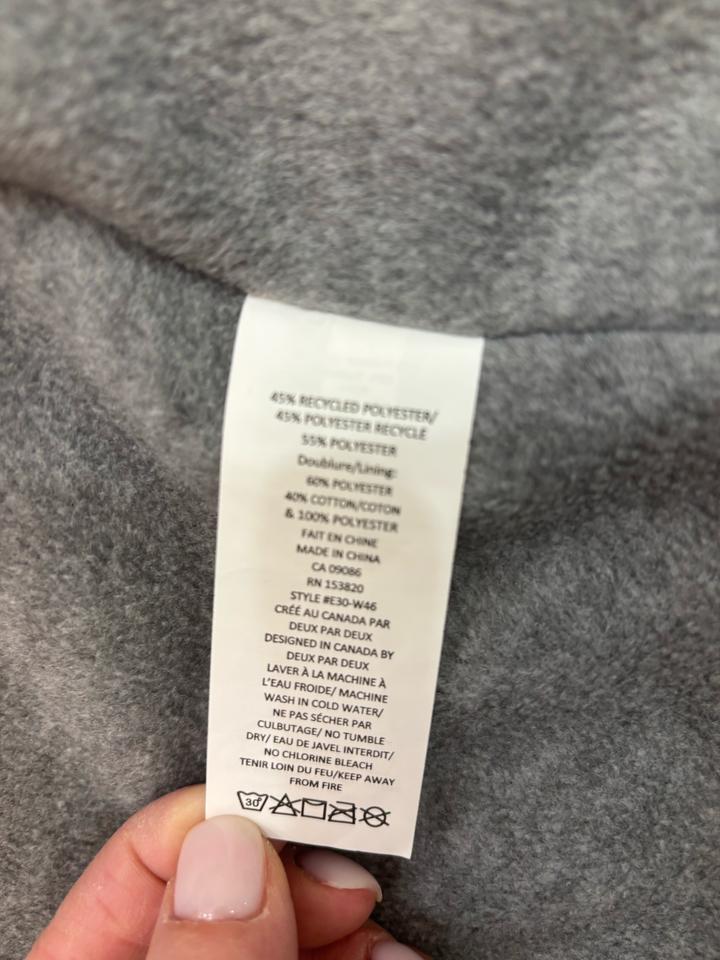 45% RECYCLED POLYESTER/
45% POLYESTER RECYCLÉ
55% POLYESTER
Doublure/Lining:
60% POLYESTER
40% COTTON/COTON
& 100% POLYESTER
FAIT EN CHINE
MADE IN CHINA
CA 09086
RN 153820
STYLE #E30-W46
CRÉÉ AU CANADA PAR
DEUX PAR DEUX
DESIGNED IN CANADA BY
DEUX PAR DEUX
LAVER À LA MACHINE À
L'EAU FROIDE/ MACHINE
WASH IN COLD WATER/
NE PAS SÉCHER PAR
CULBUTAGE/ NO TUMBLE
DRY/ EAU DE JAVEL INTERDIT/
NO CHLORINE BLEACH
TENIR LOIN DU FEU/KEEP AWAY
FROM FIRE
30°